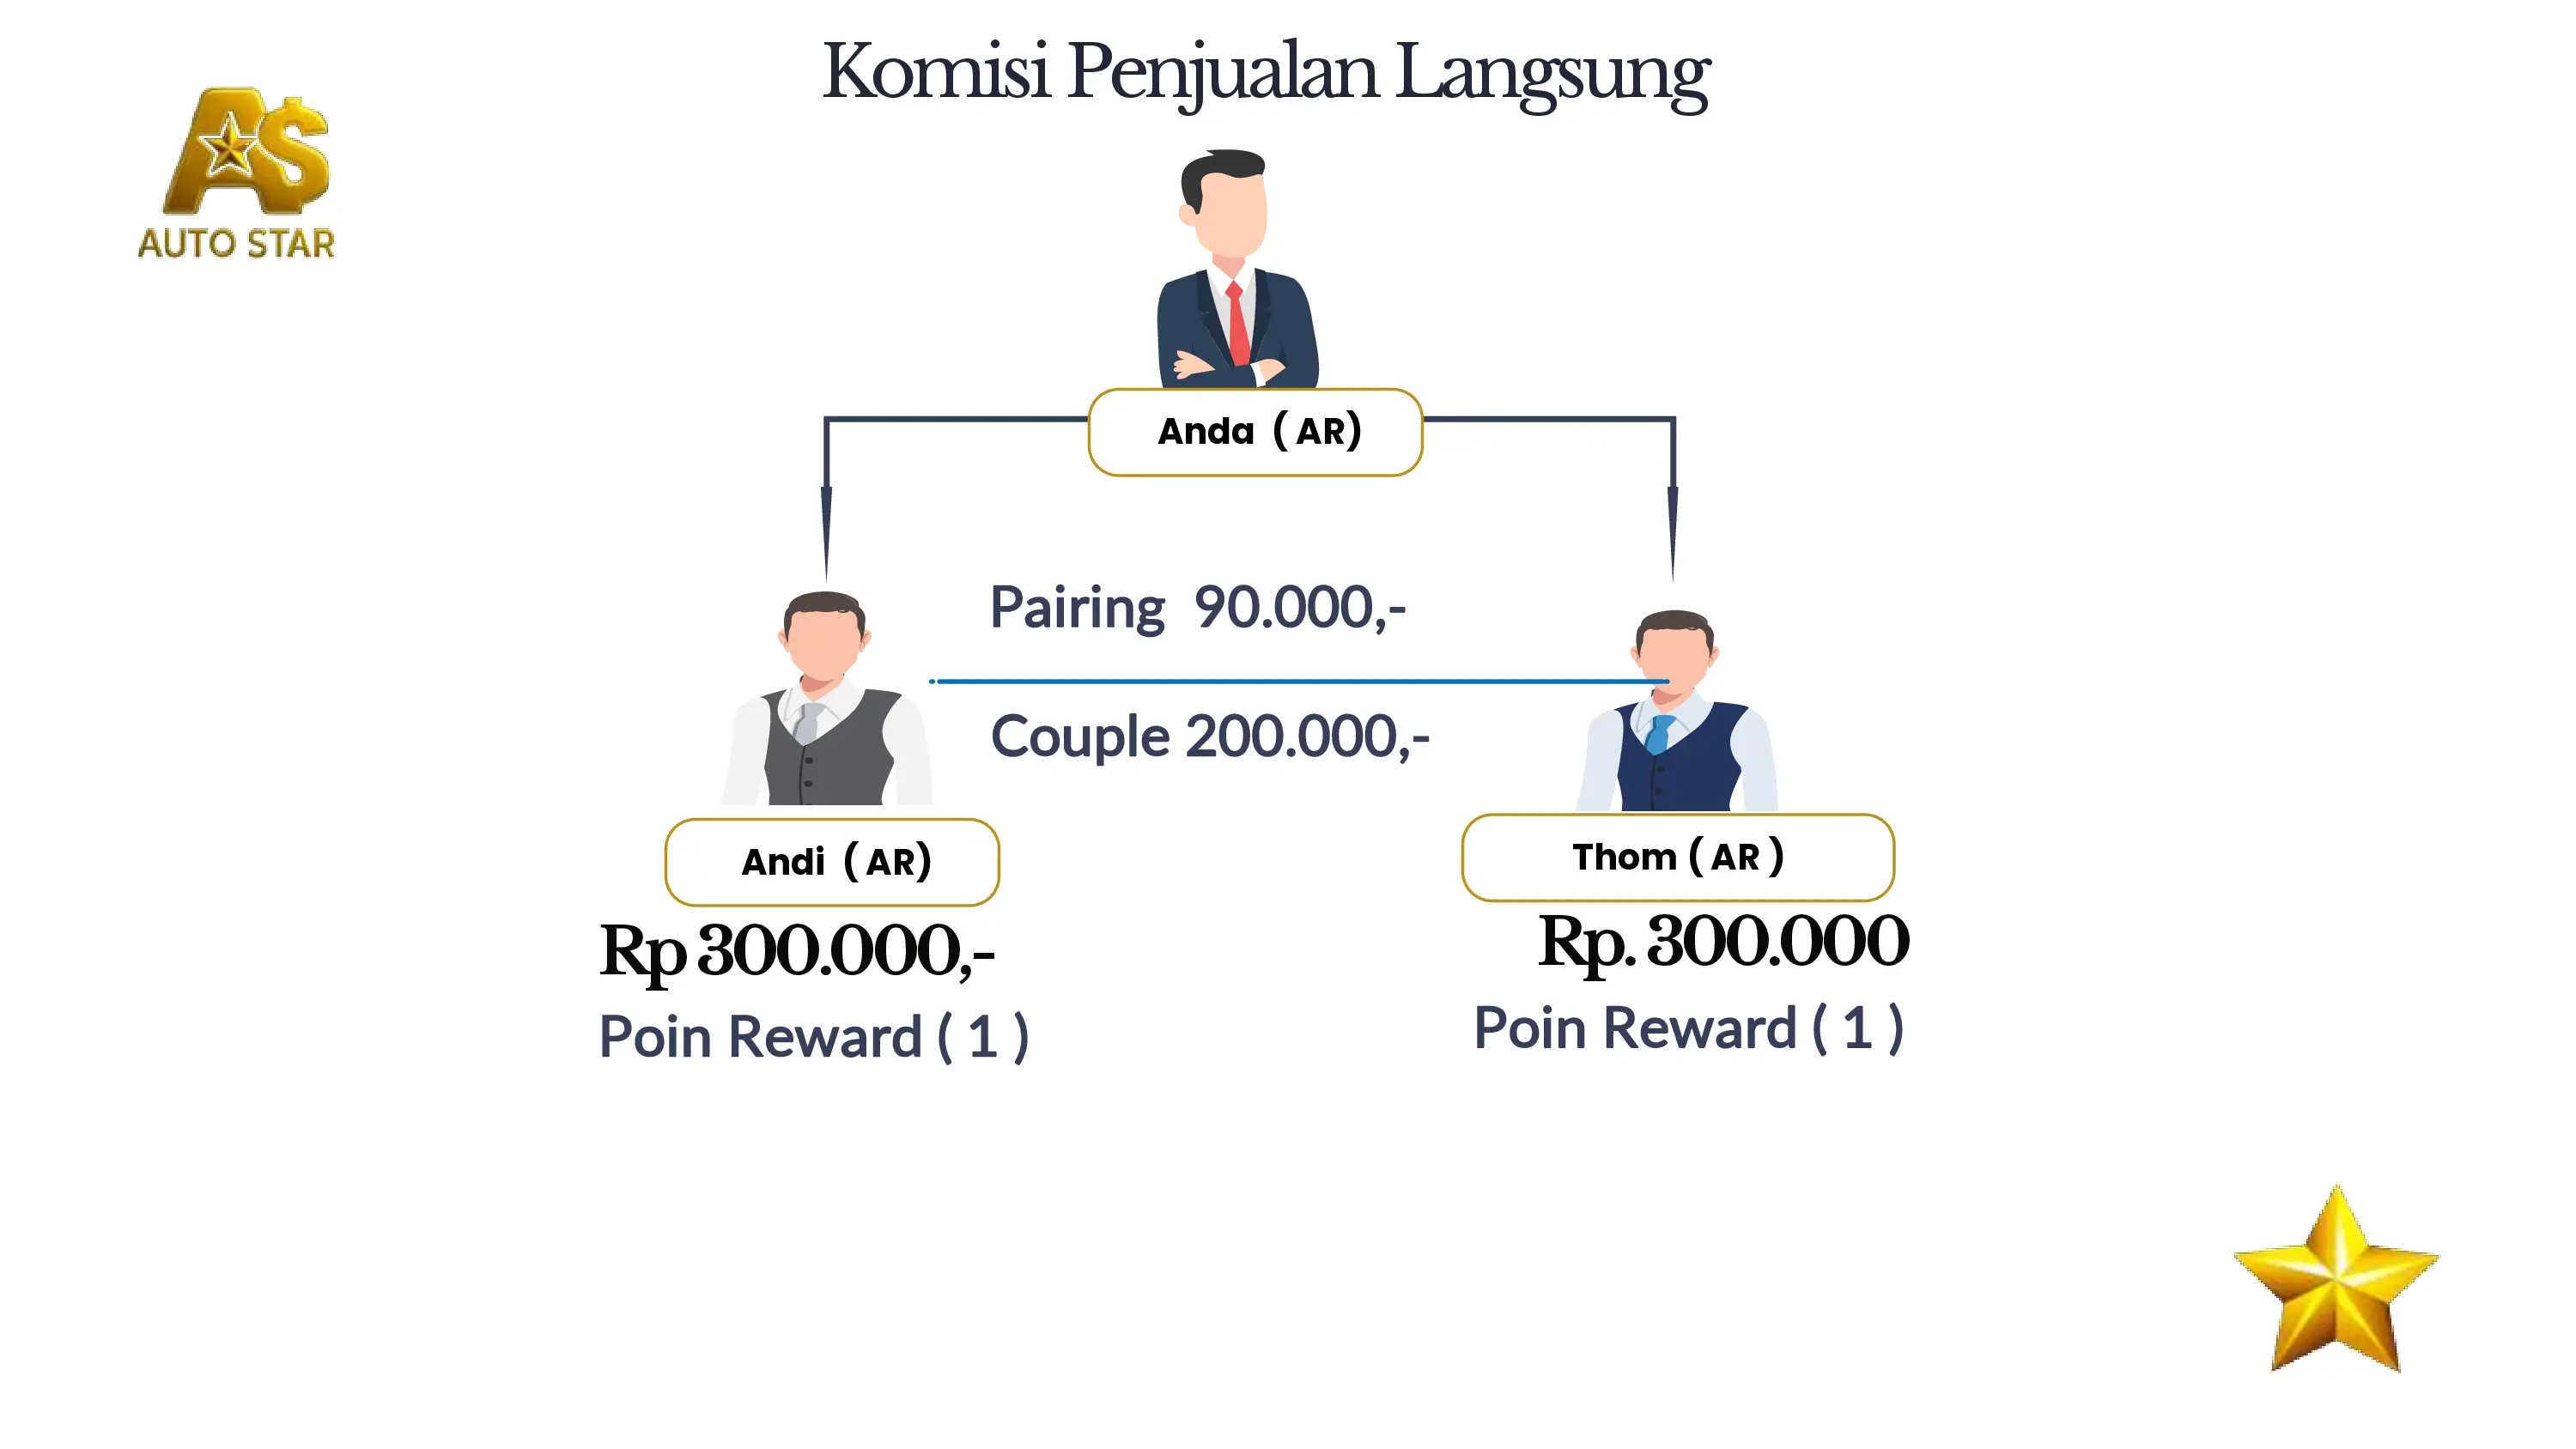 Komisi Penjualan Langsung
A$
AUTO STAR
Anda ( AR)
Pairing 90.000,-
Couple 200.000,-
Andi ( AR)
Thom ( AR )
Rp 300.000,-
Rp. 300.000
Poin Reward ( 1 )
Poin Reward ( 1 )